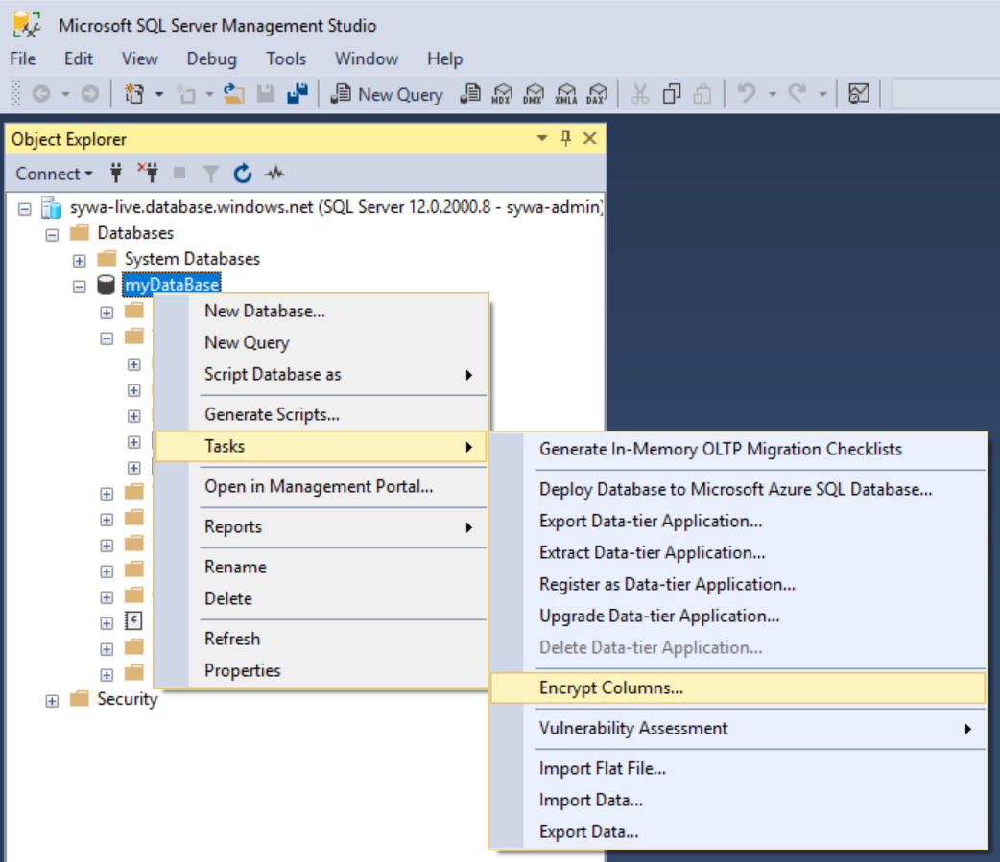 Microsoft SQL Server Management Studio
File Edit View Debug Tools Window Help
New Query MDX DMX XMLA DAX
Object Explorer
Connect
sywa-live.database.windows.net (SQL Server 12.0.2000.8 - sywa-admin)
Databases
System Databases
myDataBase
New Database...
New Query
Script Database as
Generate Scripts...
Tasks
Open in Management Portal...
Reports
Rename
Delete
Refresh
Properties
Security
Generate In-Memory OLTP Migration Checklists
Deploy Database to Microsoft Azure SQL Database...
Export Data-tier Application...
Extract Data-tier Application...
Register as Data-tier Application...
Upgrade Data-tier Application...
Delete Data-tier Application...
Encrypt Columns...
Vulnerability Assessment
Import Flat File...
Import Data...
Export Data...